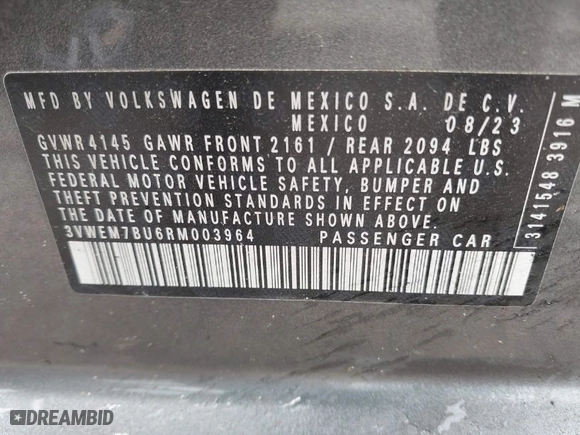 MFD BY VOLKSWAGEN DE MEXICO S.A. DE C.V.
MEXICO 08/23
GVWR 4145 GAWR FRONT 2161 / REAR 2094 LBS
THIS VEHICLE CONFORMS TO ALL APPLICABLE U.S.
FEDERAL MOTOR VEHICLE SAFETY, BUMPER AND
THEFT PREVENTION STANDARDS IN EFFECT ON
THE DATE OF MANUFACTURE SHOWN ABOVE.
3VWEM7BU6RM003964 PASSENGER CAR
3141548 3916 M
DREAMBID